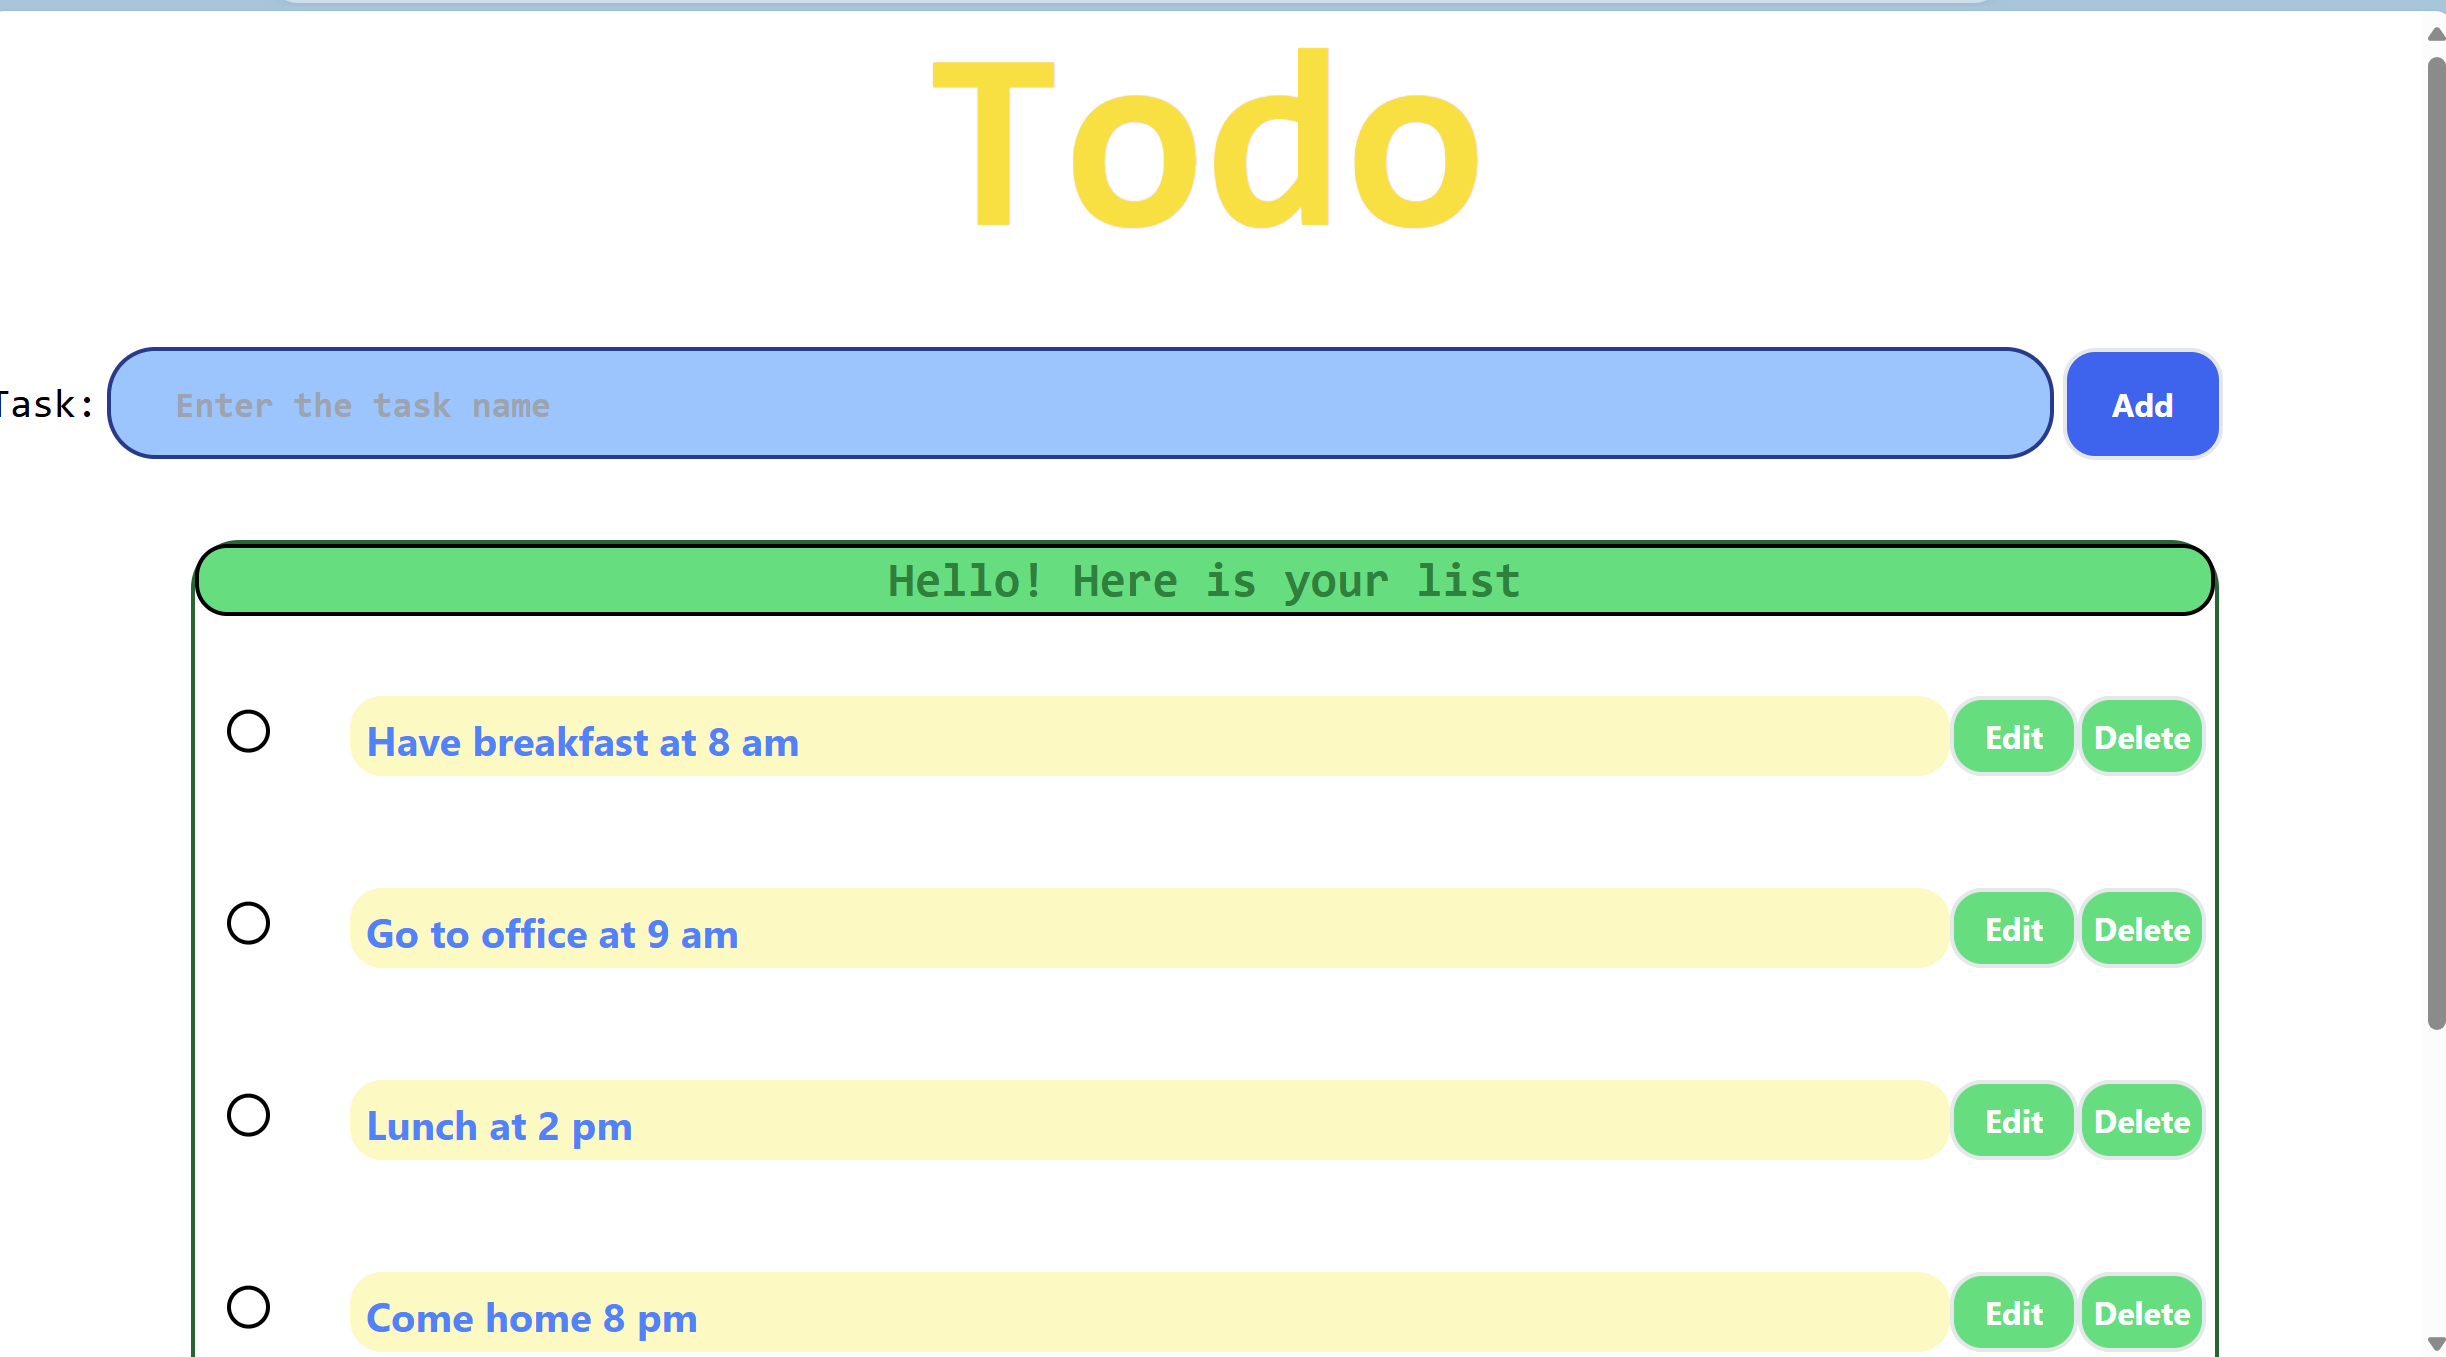 Todo
Task:
Enter the task name
Add
Hello! Here is your list
Have breakfast at 8 am
Edit
Delete
Go to office at 9 am
Edit
Delete
Lunch at 2 pm
Edit
Delete
Come home 8 pm
Edit
Delete